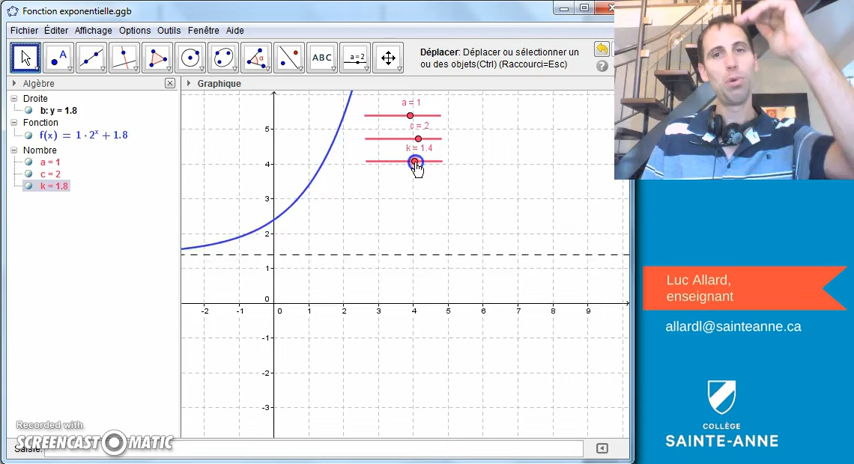 Fonction exponentielle.ggb
Fichier Éditer Affichage Options Outils Fenêtre Aide
A
α
ABC
a = 2
Déplacer: Déplacer ou sélectionner un
ou des objets(Ctrl) (Raccourci=Esc)
Algèbre
Graphique
Droite
b: y = 1.8
Fonction
f(x) = 1·2ˣ + 1.8
Nombre
a = 1
c = 2
k = 1.8
a = 1
c = 2
k = 1.4
5
4
3
2
1
0
-1
-2
-3
-2 -1 0 1 2 3 4 5 6 7 8 9
Luc Allard,
enseignant
allardl@sainteanne.ca
COLLÈGE
SAINTE-ANNE
Recorded with
SCREENCAST-O-MATIC
Saisie: